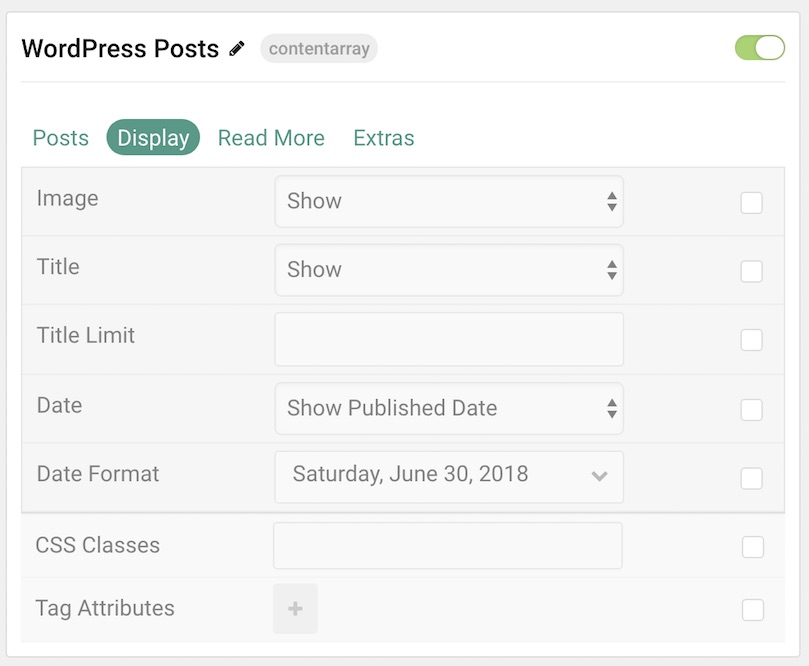 WordPress Posts contentarray
Posts Display Read More Extras
Image Show
Title Show
Title Limit
Date Show Published Date
Date Format Saturday, June 30, 2018
CSS Classes
Tag Attributes +